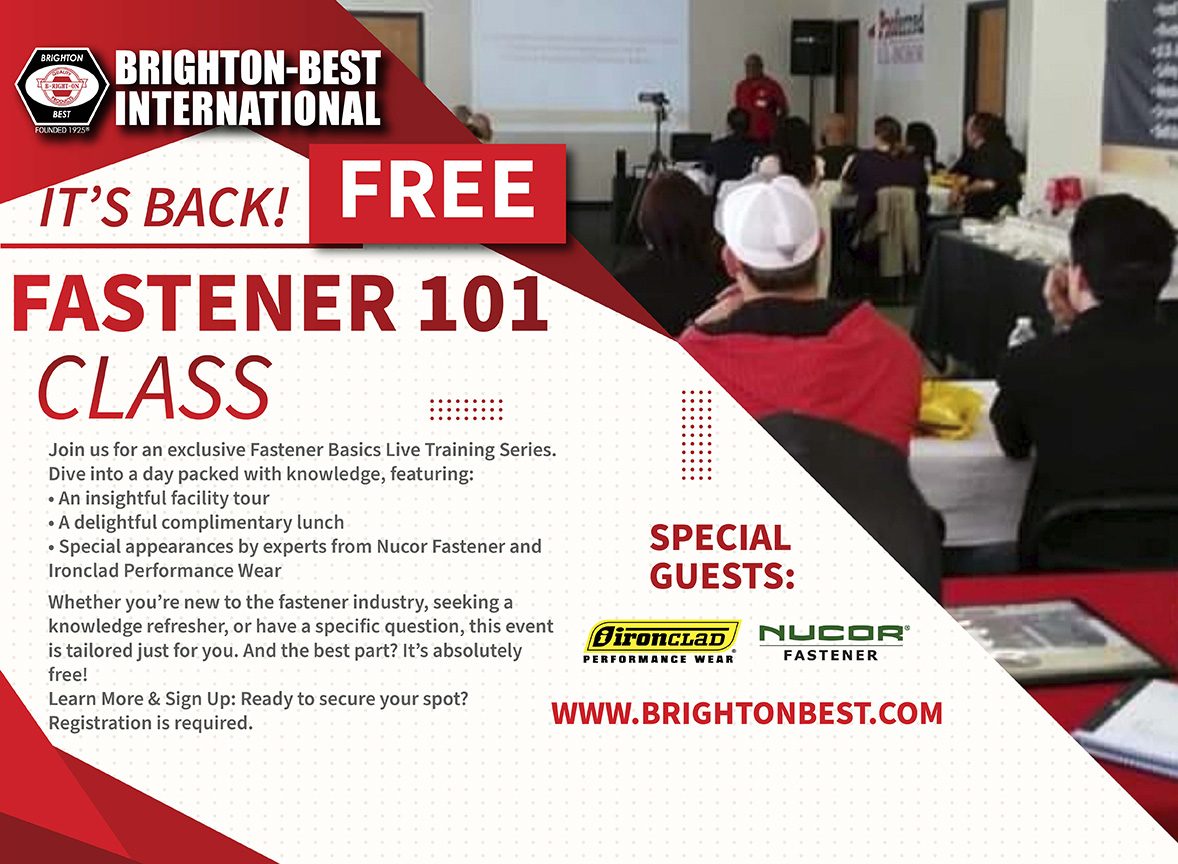 BRIGHTON
QUALITY
B-RIGHT-ON
PRODUCTS
BEST
FOUNDED 1925®
BRIGHTON-BEST
INTERNATIONAL
IT'S BACK!
FREE
FASTENER 101
CLASS
Join us for an exclusive Fastener Basics Live Training Series.
Dive into a day packed with knowledge, featuring:
• An insightful facility tour
• A delightful complimentary lunch
• Special appearances by experts from Nucor Fastener and
Ironclad Performance Wear
Whether you're new to the fastener industry, seeking a
knowledge refresher, or have a specific question, this event
is tailored just for you. And the best part? It's absolutely
free!
Learn More & Sign Up: Ready to secure your spot?
Registration is required.
SPECIAL
GUESTS:
ironclad
PERFORMANCE WEAR®
NUCOR®
FASTENER
WWW.BRIGHTONBEST.COM